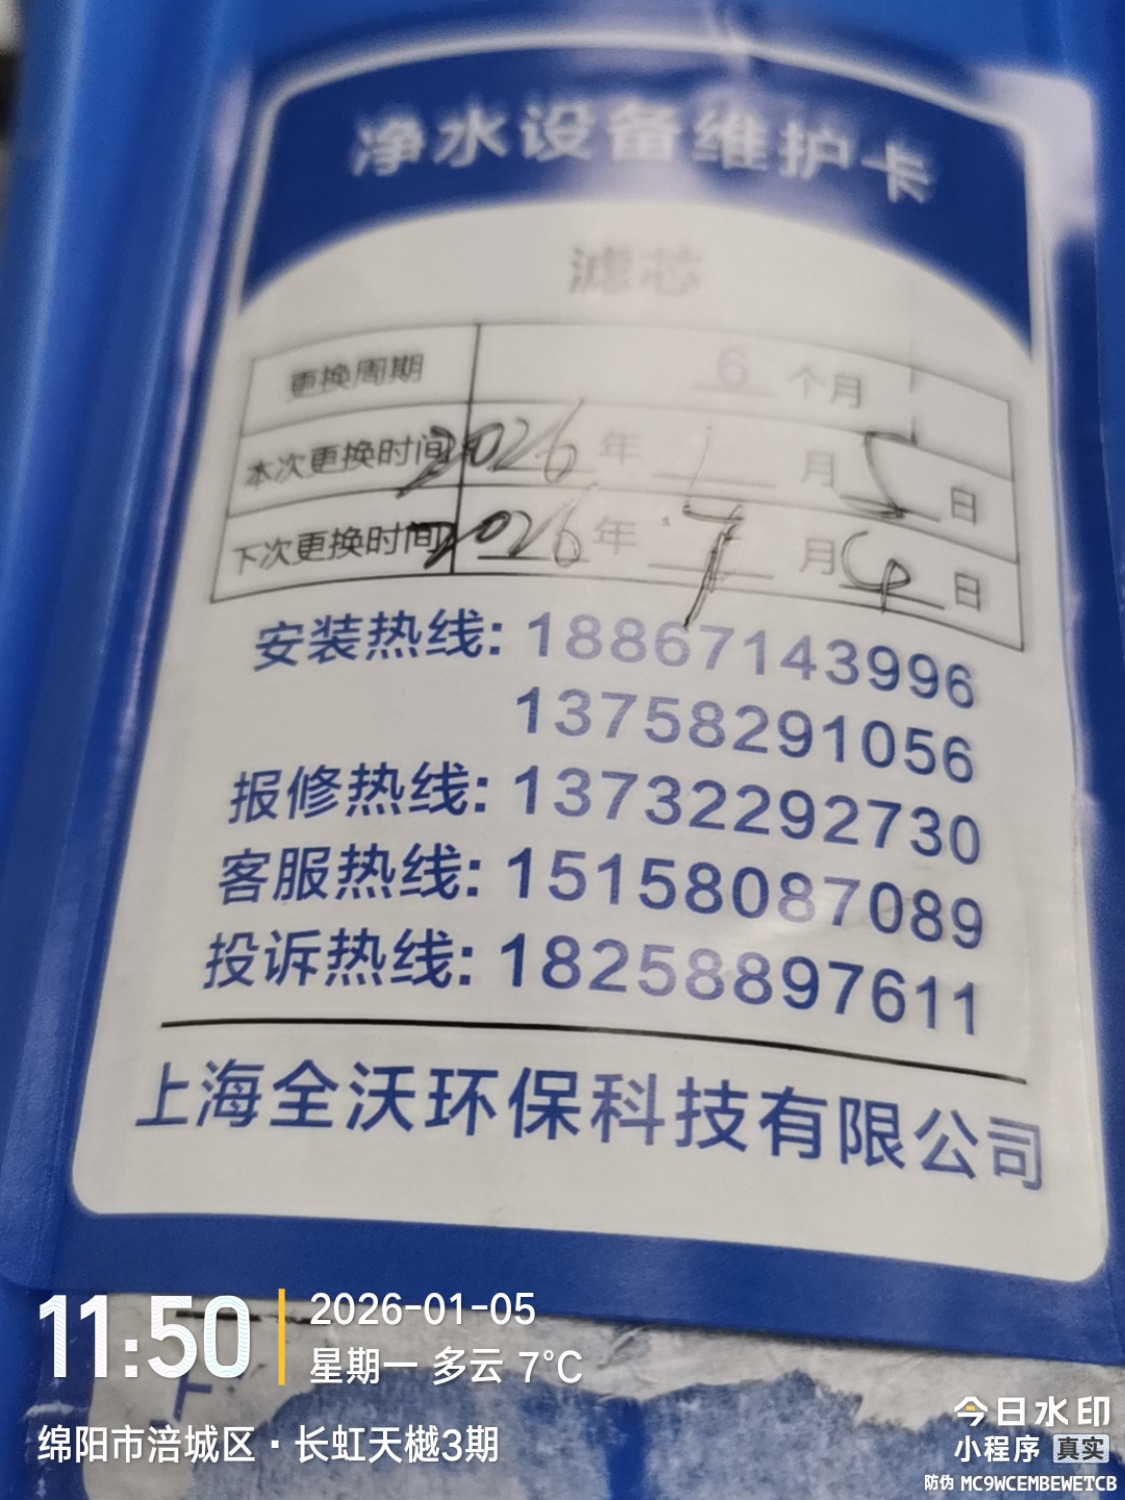 净水设备维护卡
滤芯
更换周期 6 个月
本次更换时间 2026 年 1 月 5 日
下次更换时间 2026 年 7 月 4 日
安装热线: 18867143996
13758291056
报修热线: 13732292730
客服热线: 15158087089
投诉热线: 18258897611
上海全沃环保科技有限公司
11:50
2026-01-05
星期一 多云 7°C
绵阳市涪城区·长虹天樾3期
今日水印
小程序 真实
防伪 MC9WCEMBEWETCB